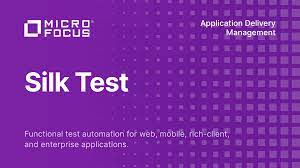 MICRO
FOCUS
Application Delivery
Management
Silk Test
Functional test automation for web, mobile, rich-client,
and enterprise applications.